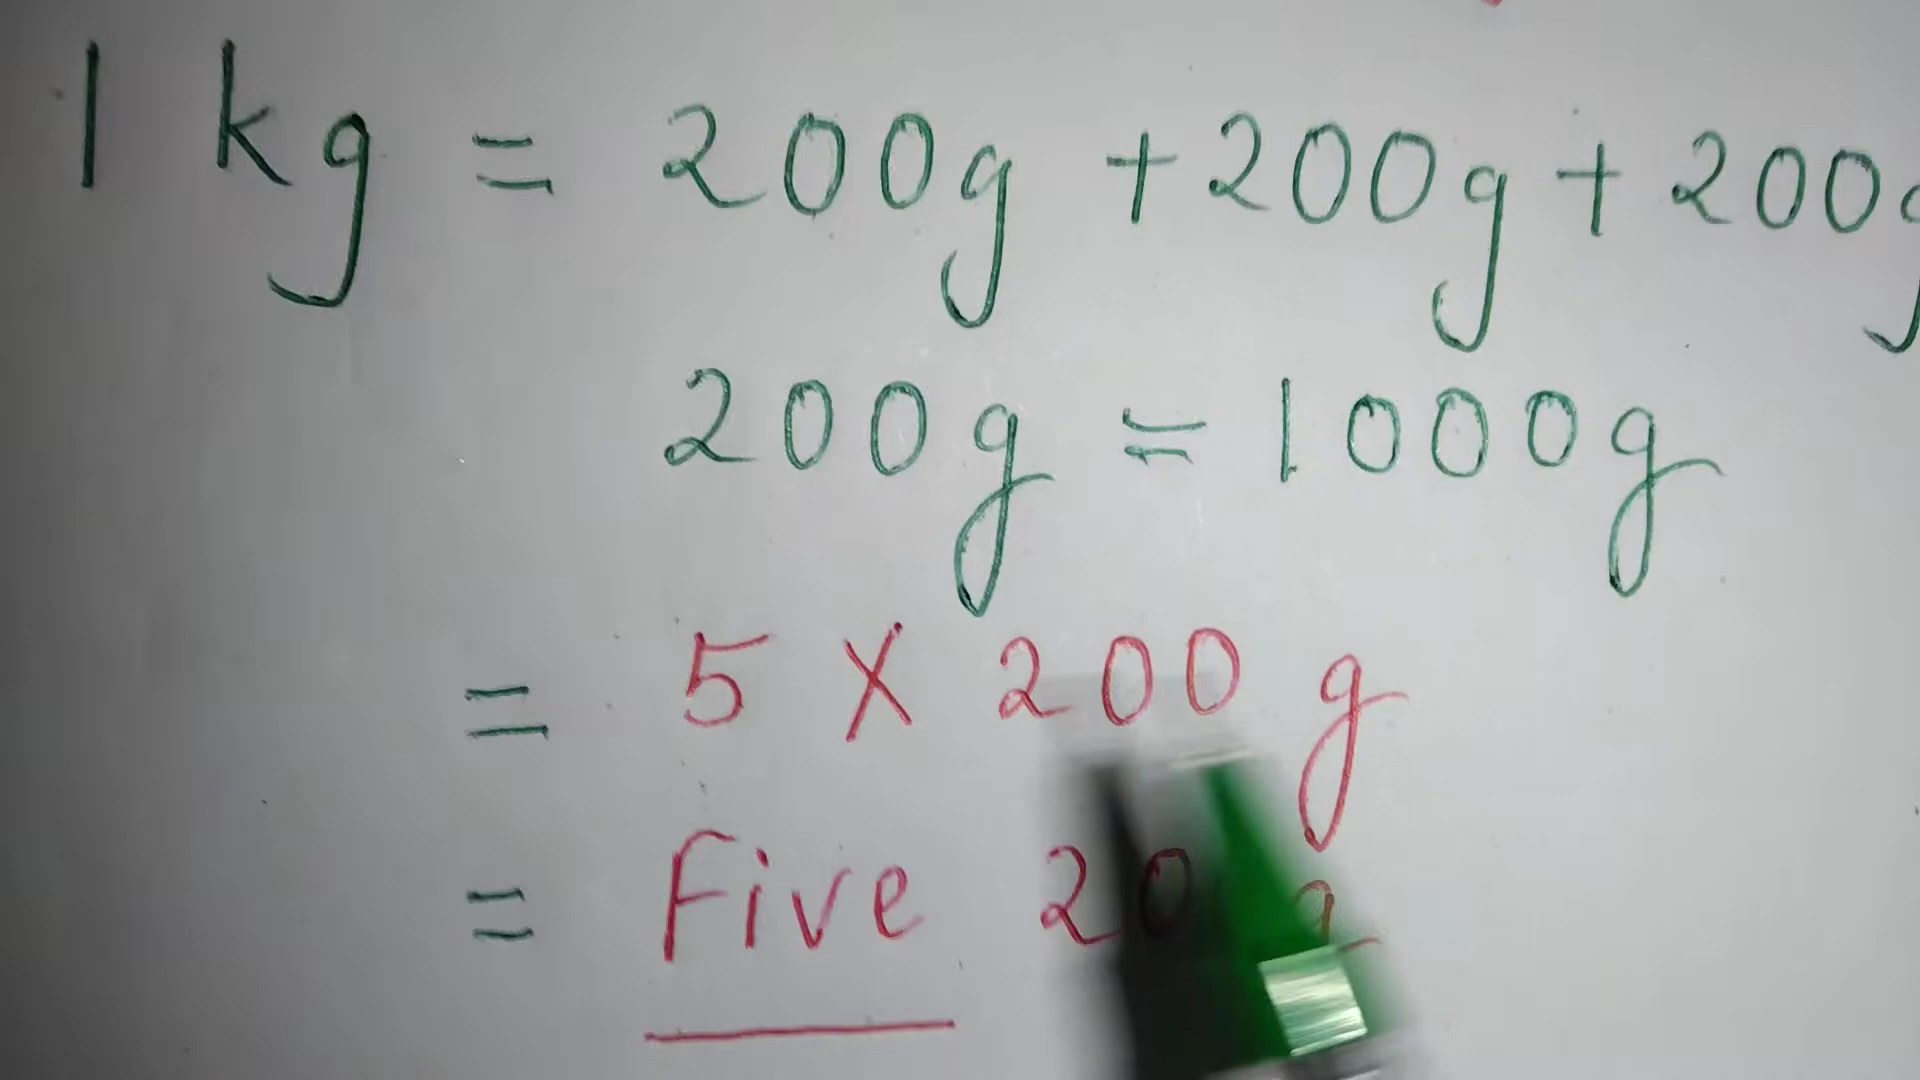 1 kg = 200g + 200g + 200g
200g = 1000g
= 5 X 200 g
= Five